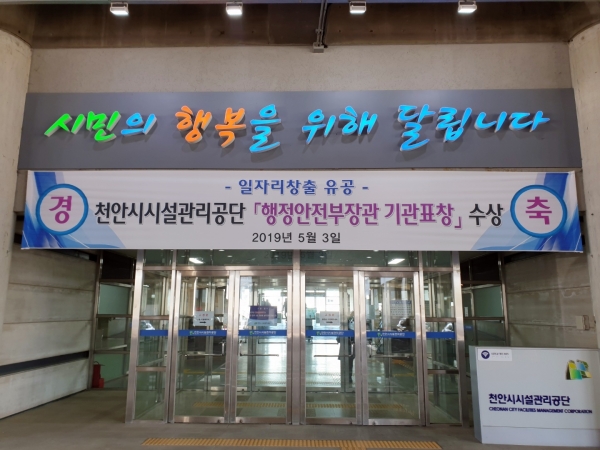 시민의 행복을 위해 달립니다
- 일자리창출 유공 -
경 천안시시설관리공단 「행정안전부장관 기관표창」 수상 축
2019년 5월 3일
천안시시설관리공단
CHEONAN CITY FACILITIES MANAGEMENT CORPORATION